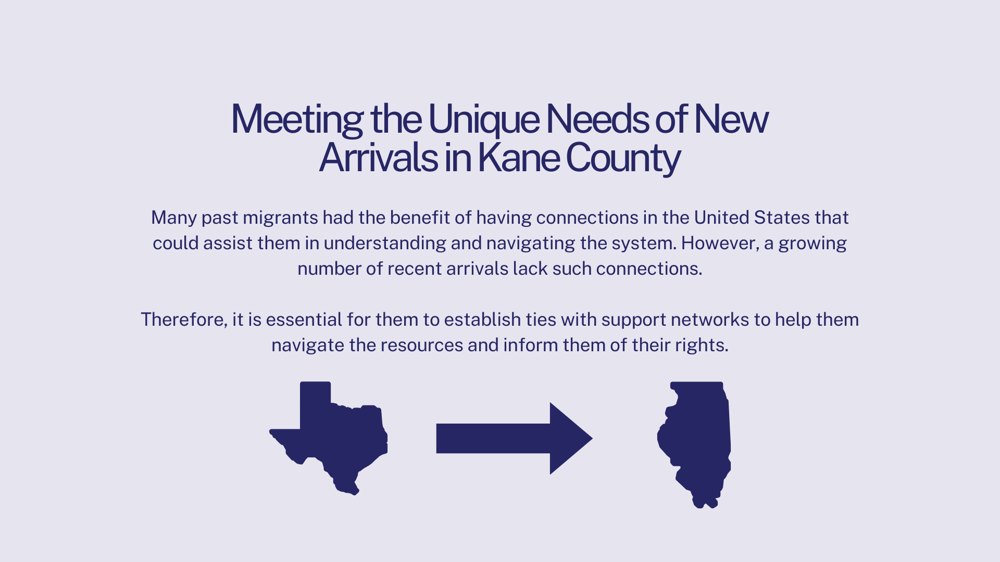 Meeting the Unique Needs of New
Arrivals in Kane County
Many past migrants had the benefit of having connections in the United States that
could assist them in understanding and navigating the system. However, a growing
number of recent arrivals lack such connections.
Therefore, it is essential for them to establish ties with support networks to help them
navigate the resources and inform them of their rights.